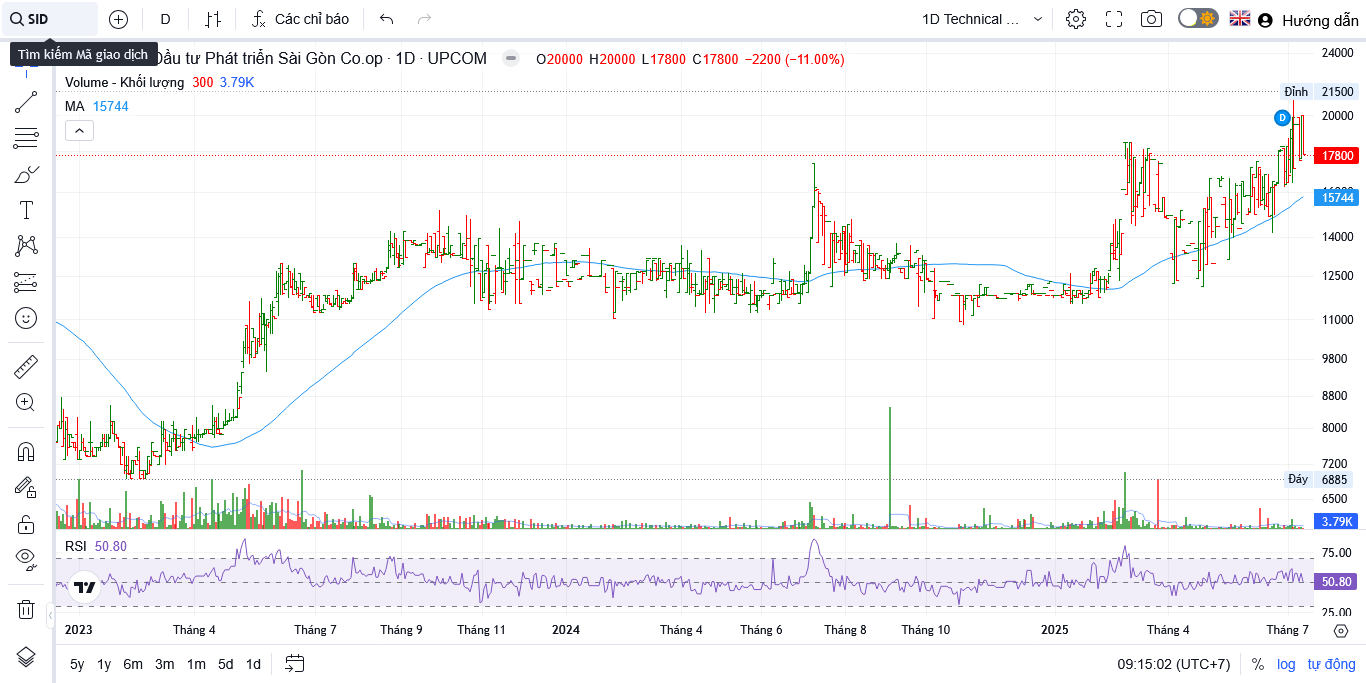 SID
D
Các chỉ báo
1D Technical ...
Hướng dẫn
Tìm kiếm Mã giao dịch
Đầu tư Phát triển Sài Gòn Co.op · 1D · UPCOM
O20000 H20000 L17800 C17800 −2200 (−11.00%)
Volume - Khối lượng 300 3.79K
MA 15744
24000
Đỉnh 21500
D
20000
17800
15744
14000
12500
11000
9800
8800
8000
7200
Đáy 6885
6500
3.79K
RSI 50.80
75.00
50.80
25.00
2023 Tháng 4 Tháng 7 Tháng 9 Tháng 11 2024 Tháng 4 Tháng 6 Tháng 8 Tháng 10 2025 Tháng 4 Tháng 7
5y 1y 6m 3m 1m 5d 1d
09:15:02 (UTC+7) % log tự động